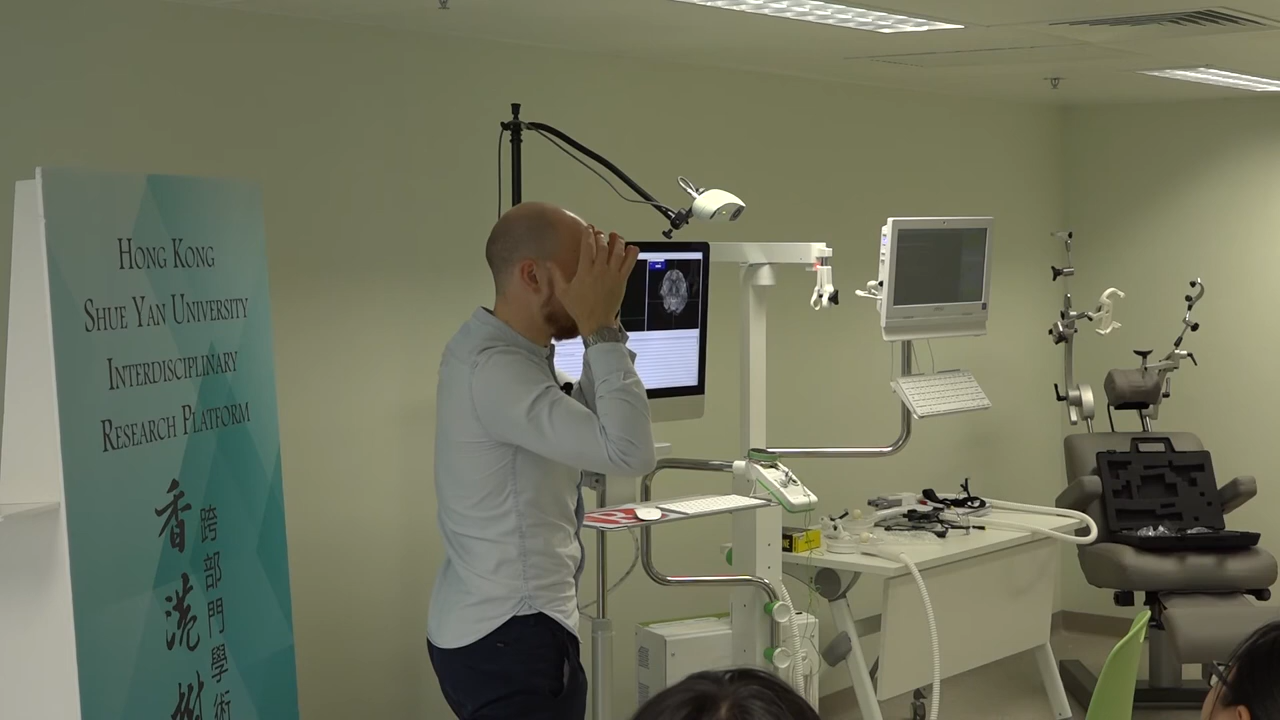 HONG KONG
SHUE YAN UNIVERSITY
INTERDISCIPLINARY
RESEARCH PLATFORM
香港樹
跨部門學術